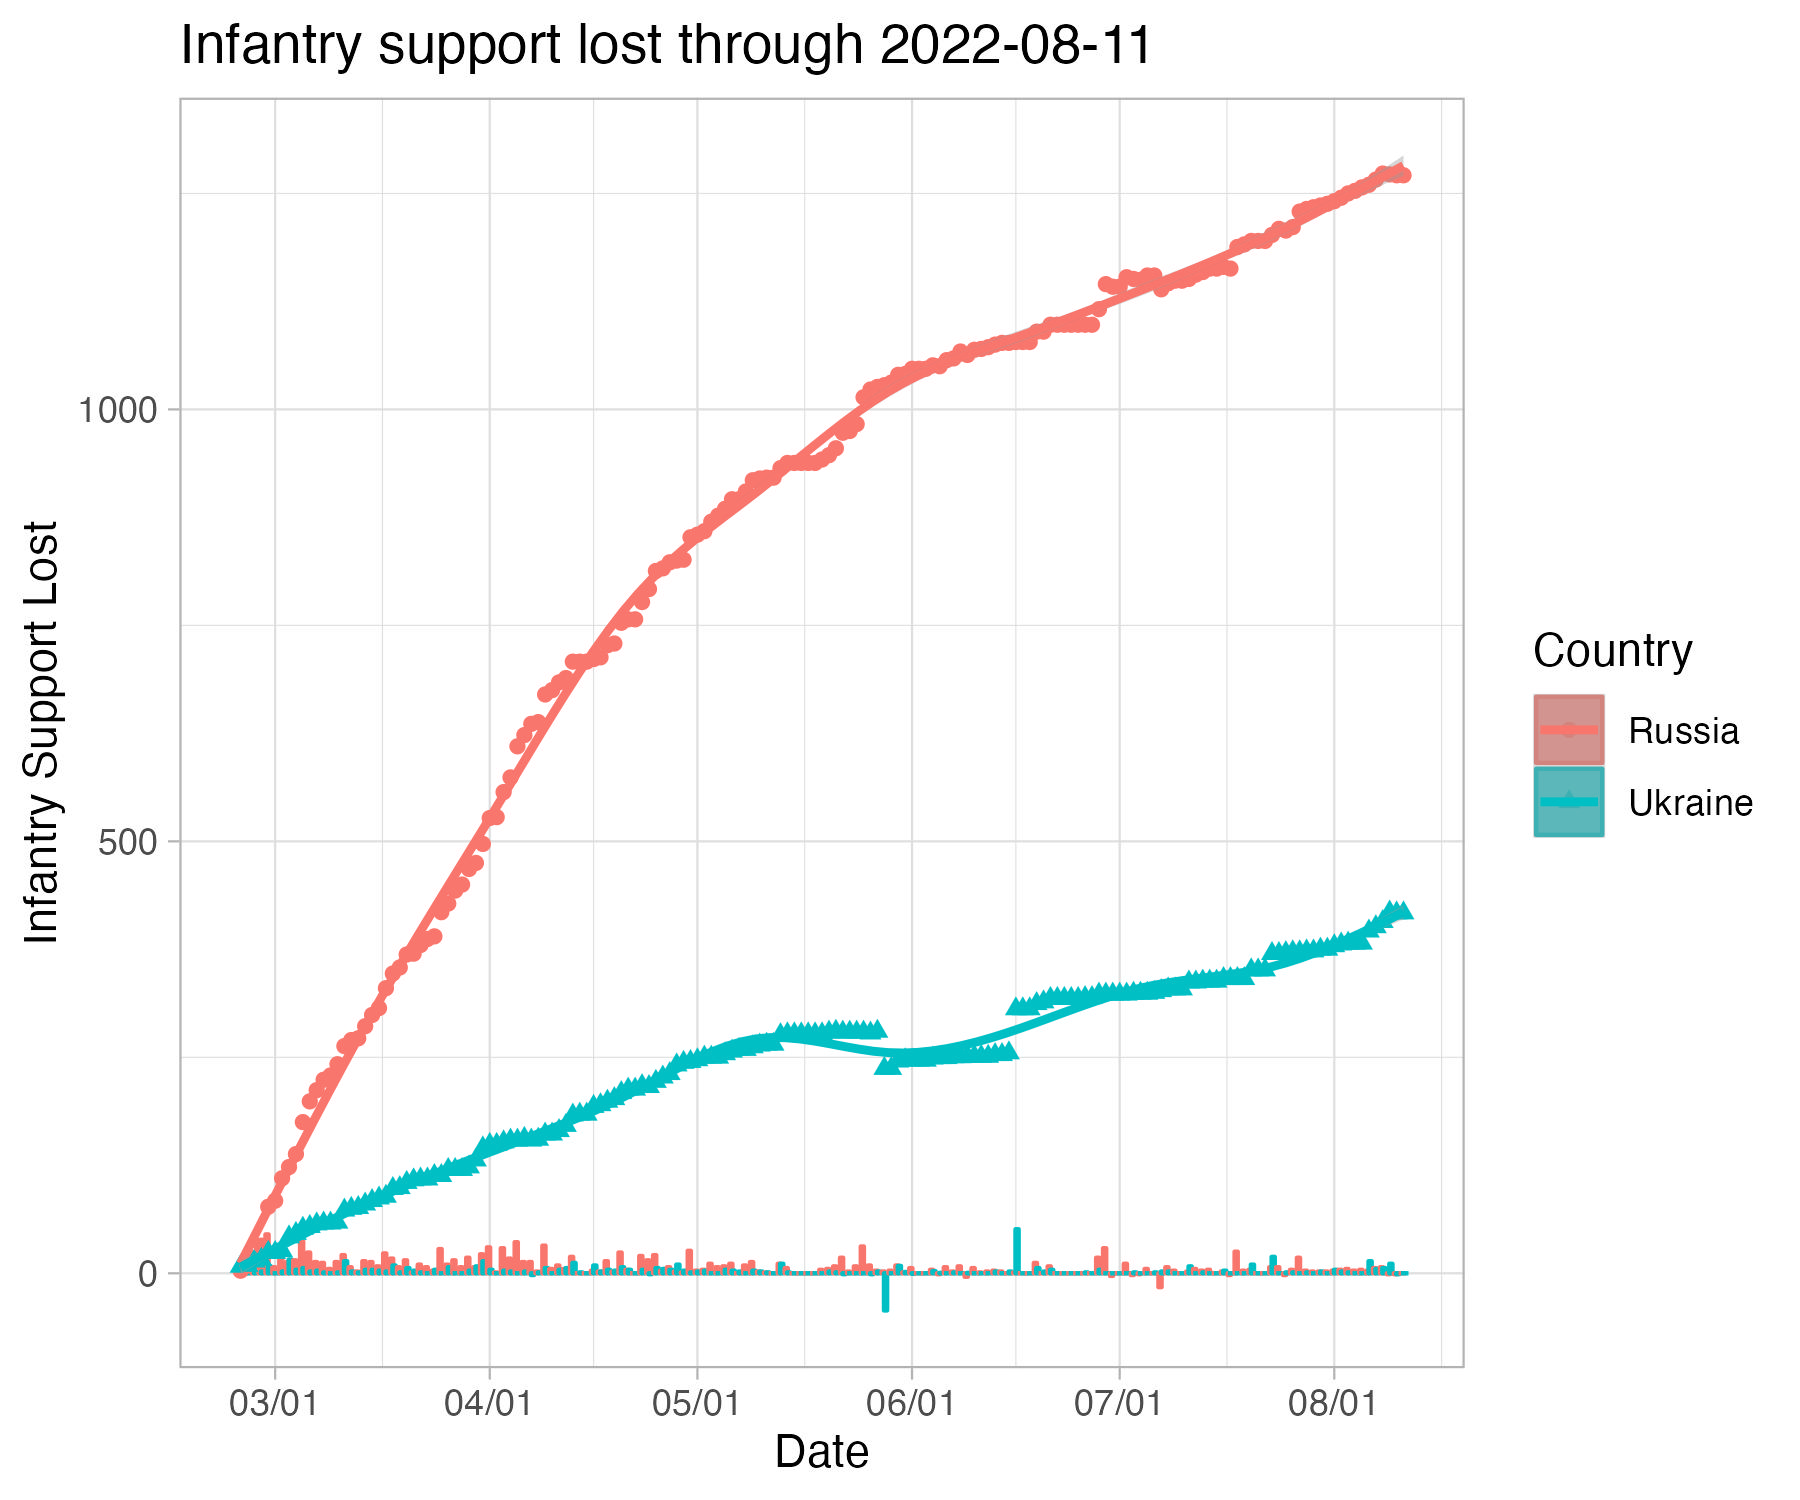 Infantry support lost through 2022-08-11
Infantry Support Lost
1000
500
0
03/01 04/01 05/01 06/01 07/01 08/01
Date
Country
Russia
Ukraine